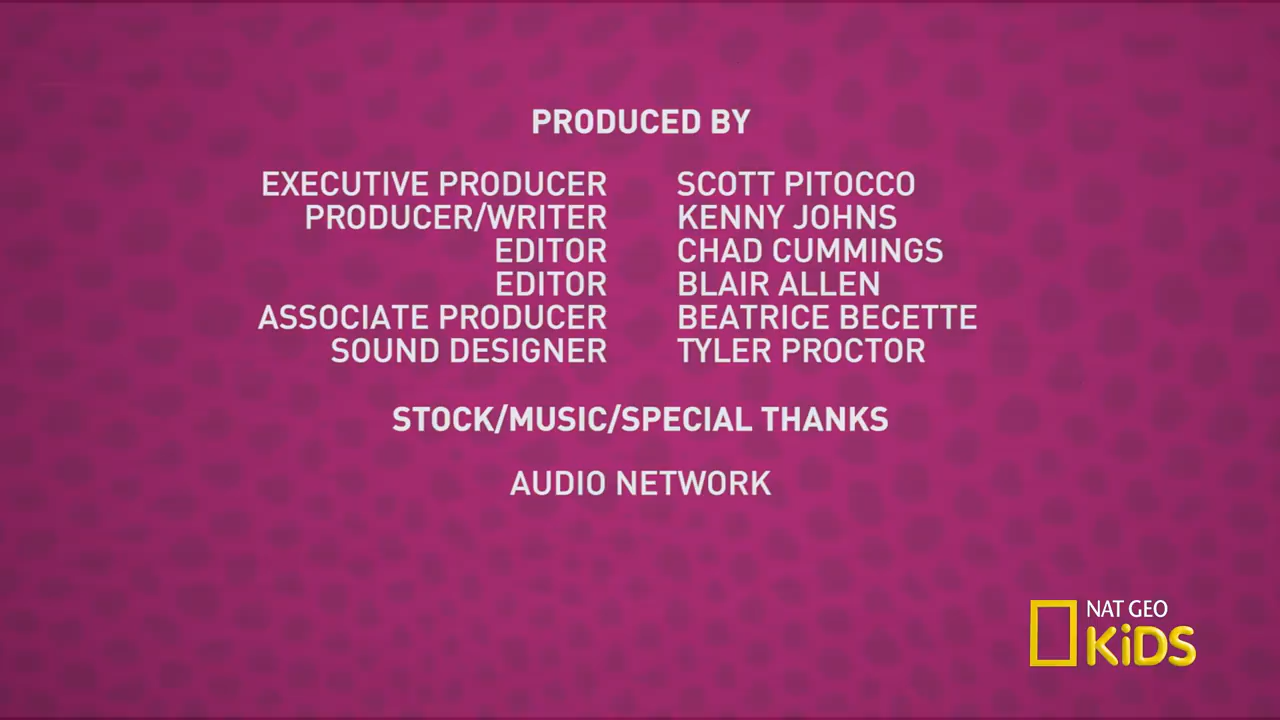 PRODUCED BY
EXECUTIVE PRODUCER SCOTT PITOCCO
PRODUCER/WRITER KENNY JOHNS
EDITOR CHAD CUMMINGS
EDITOR BLAIR ALLEN
ASSOCIATE PRODUCER BEATRICE BECETTE
SOUND DESIGNER TYLER PROCTOR
STOCK/MUSIC/SPECIAL THANKS
AUDIO NETWORK
NAT GEO
KiDS